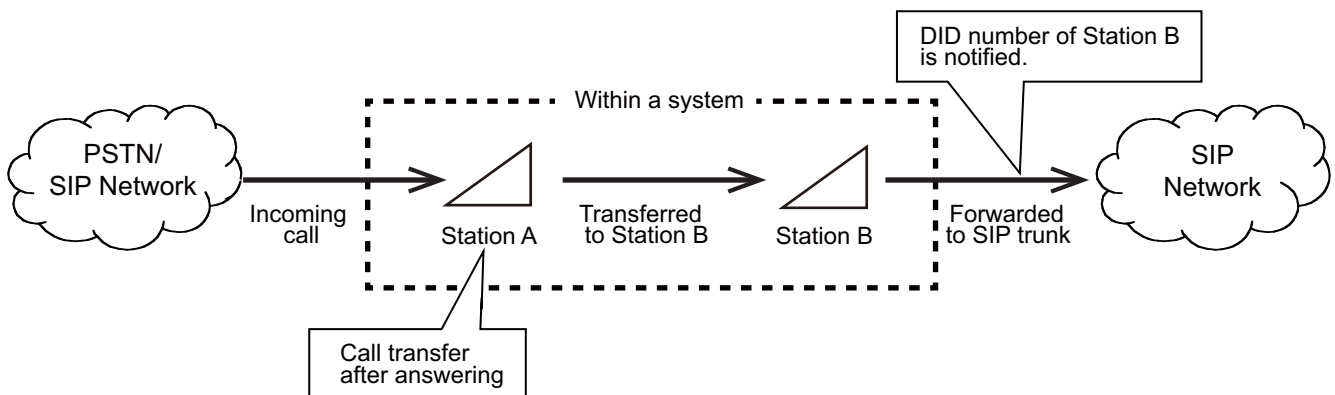 DID number of Station B
is notified.
Within a system
PSTN/
SIP Network
Incoming
call
Station A
Transferred
to Station B
Station B
Forwarded
to SIP trunk
SIP
Network
Call transfer
after answering